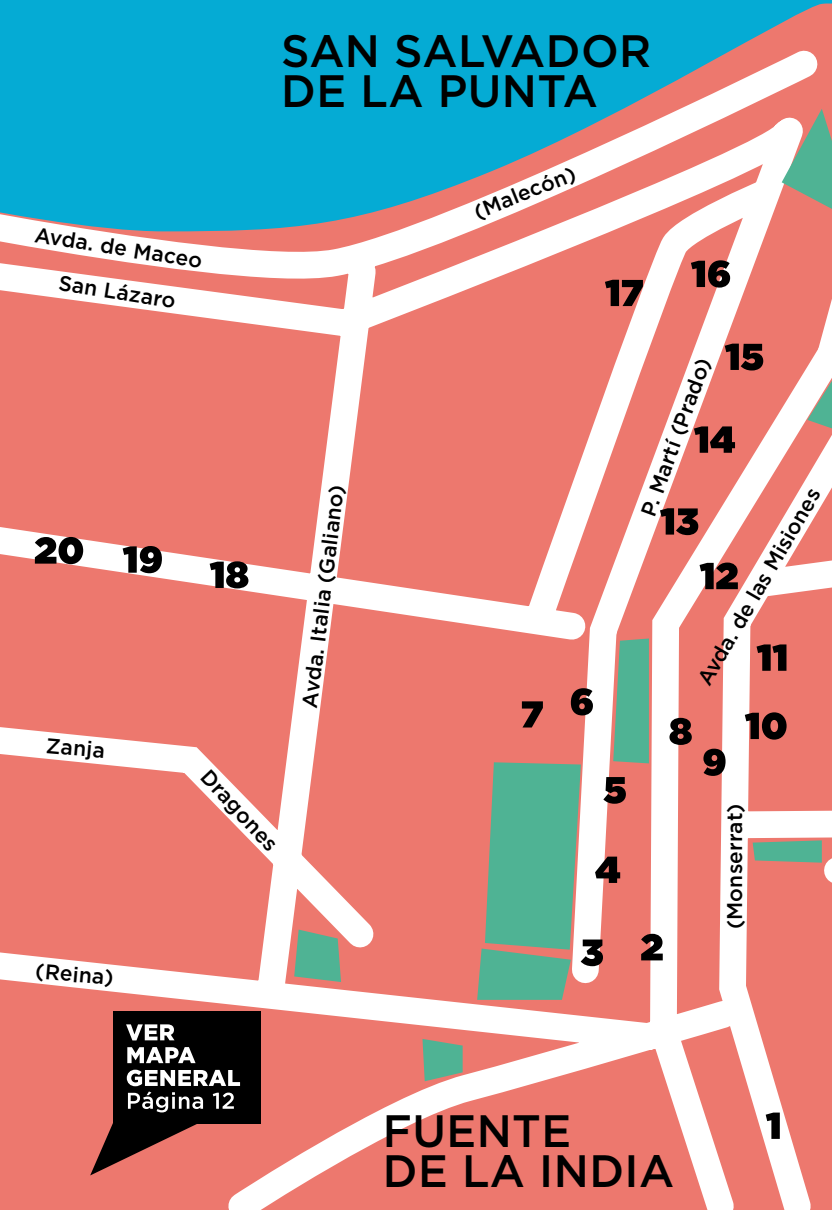 SAN SALVADOR
DE LA PUNTA
(Malecón)
Avda. de Maceo
San Lázaro
16
17
15
P. Martí (Prado)
14
13
Avda. Italia (Galiano)
Avda. de las Misiones
20
19
18
12
11
7
6
8
10
9
Zanja
Dragones
5
4
(Monserrat)
3
2
(Reina)
VER
MAPA
GENERAL
Página 12
1
FUENTE
DE LA INDIA